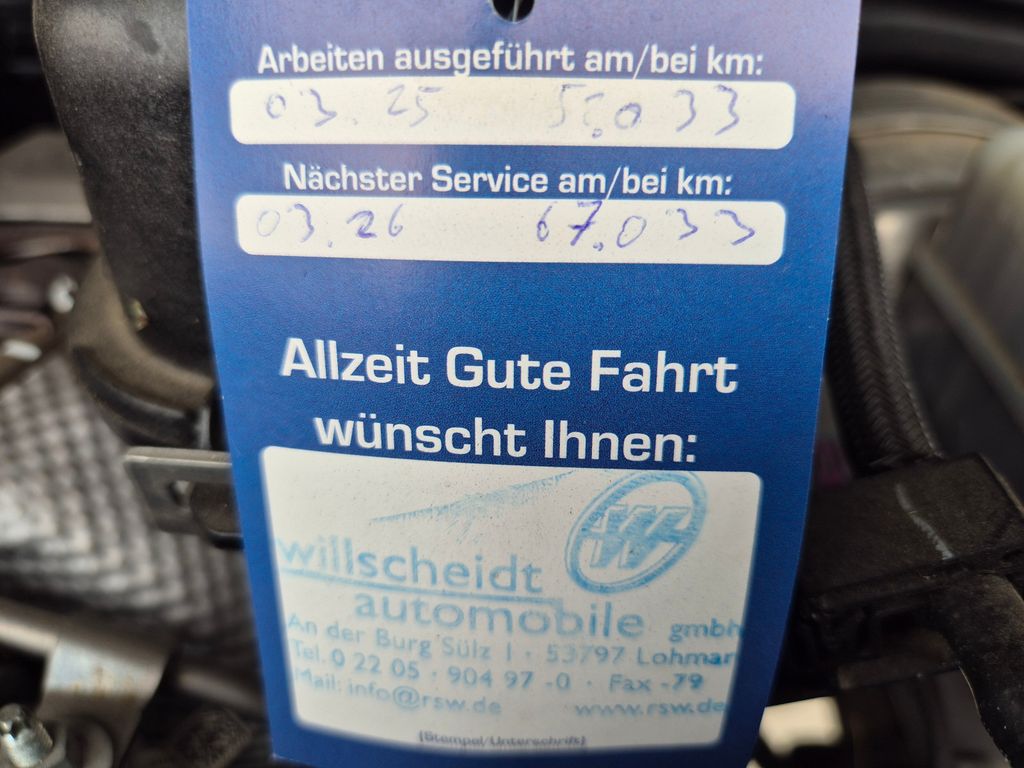 Arbeiten ausgeführt am/bei km:
03.25 52.033
Nächster Service am/bei km:
03.26 67.033
Allzeit Gute Fahrt
wünscht Ihnen:
W
willscheidt
automobile gmbh
An der Burg Sülz 1 · 53797 Lohmar
Tel. 0 22 05 · 904 97 -0 · Fax -79
Mail: info@rsw.de www.rsw.de
(Stempel/Unterschrift)